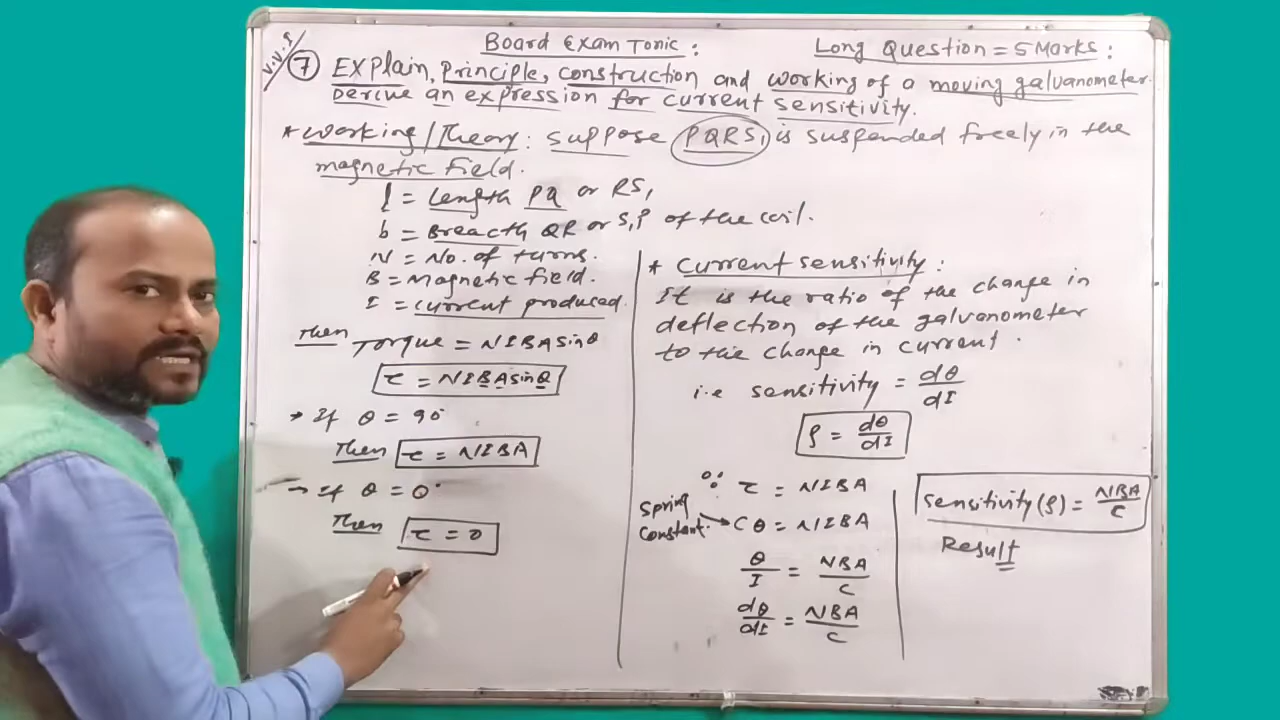 Board Exam Tonic :
Long Question = 5 Marks :
V.V.I
7 Explain, principle, construction and working of a moving galvanometer.
Derive an expression for current sensitivity.
* Working/Theory : Suppose PQRS, is suspended freely in the
magnetic field.
l = Length PQ or RS,
b = Breacth QR or S,P of the coil.
N = No. of turns.
B = Magnetic field.
I = Current produced.
Then Torque = NIBA sinθ
τ = NIBA sinθ
→ If θ = 90°
Then τ = NIBA
→ If θ = 0°
Then τ = 0
* Current sensitivity :
It is the ratio of the change in
deflection of the galvanometer
to the change in current.
i.e sensitivity = dθ/dI
ρ = dθ/dI
∵ τ = NIBA
Spring constant. → Cθ = NIBA
θ/I = NBA/C
dθ/dI = NBA/C
Sensitivity (ρ) = NBA/C
Result